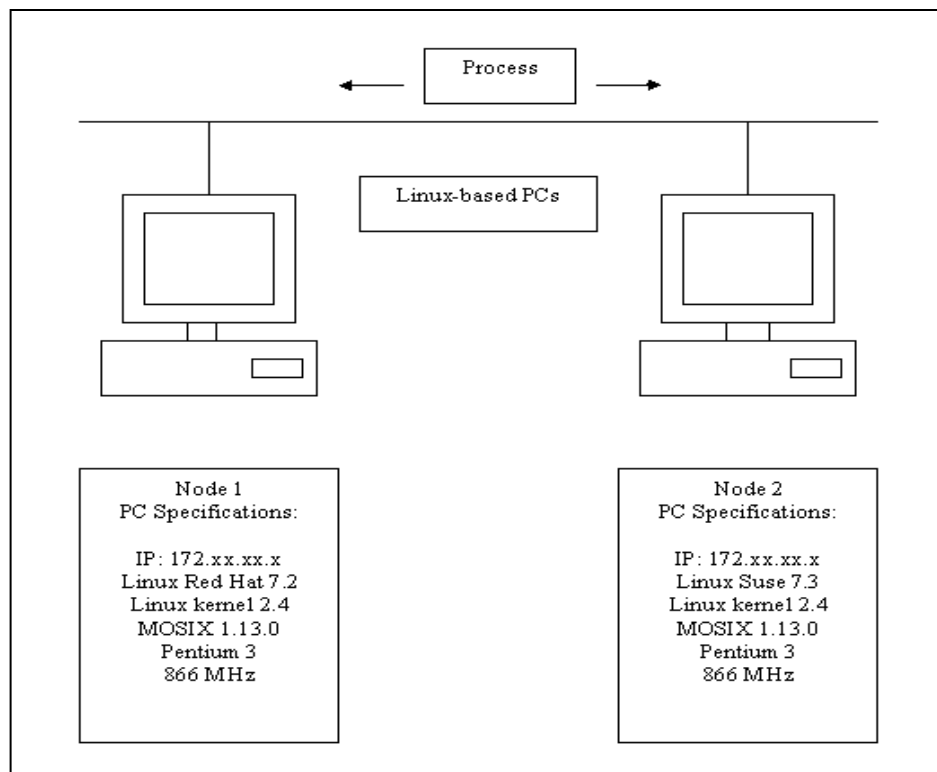 Process
Linux-based PCs
Node 1
PC Specifications:
IP: 172.xx.xx.x
Linux Red Hat 7.2
Linux kernel 2.4
MOSIX 1.13.0
Pentium 3
866 MHz
Node 2
PC Specifications:
IP: 172.xx.xx.x
Linux Suse 7.3
Linux kernel 2.4
MOSIX 1.13.0
Pentium 3
866 MHz